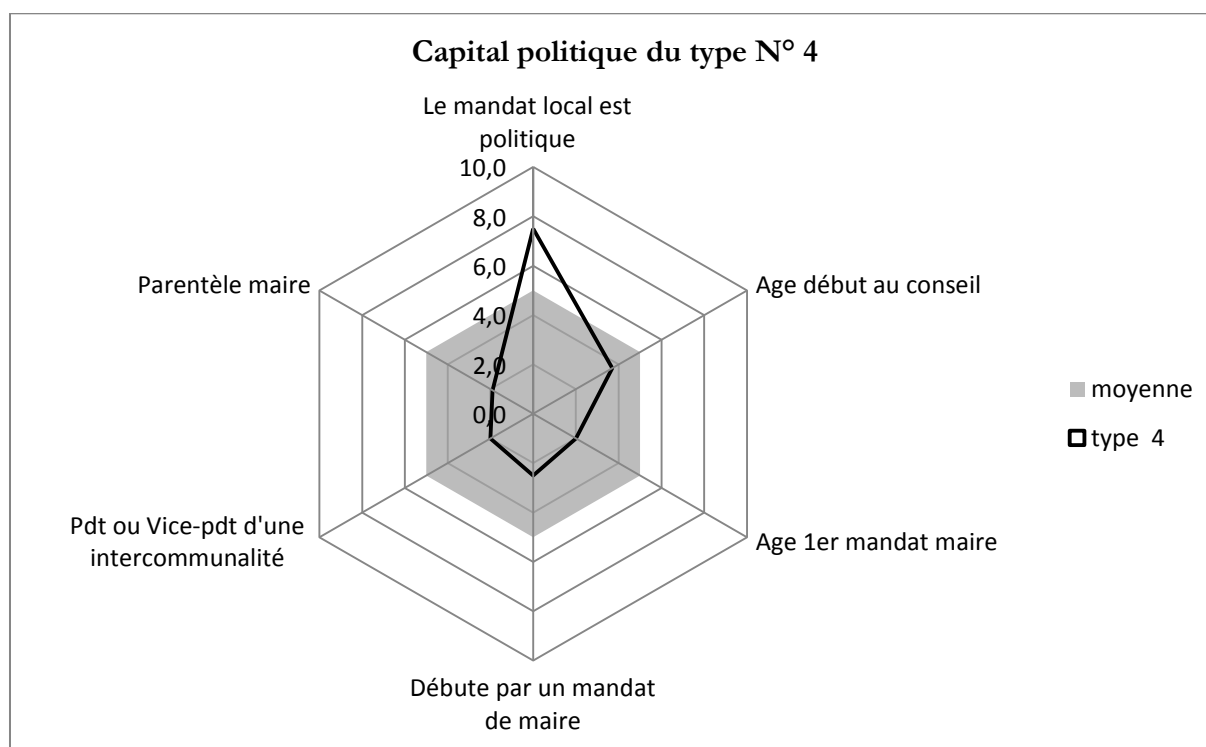 Capital politique du type N° 4
Le mandat local est
politique
10,0
8,0
6,0
4,0
2,0
0,0
Age début au conseil
Parentèle maire
moyenne
type 4
Pdt ou Vice-pdt d'une
intercommunalité
Age 1er mandat maire
Débute par un mandat
de maire